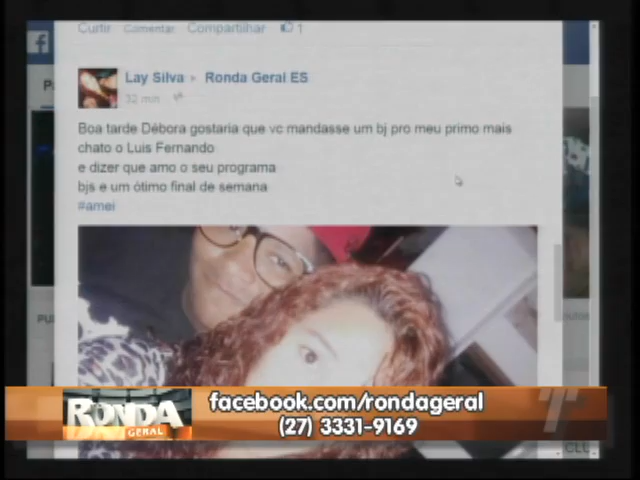 Curtir Comentar Compartilhar 1
Lay Silva ▸ Ronda Geral ES
32 min
Boa tarde Débora gostaria que vc mandasse um bj pro meu primo mais
chato o Luis Fernando
e dizer que amo o seu programa
bjs e um ótimo final de semana
#amei
RONDA
GERAL
facebook.com/rondageral
(27) 3331-9169